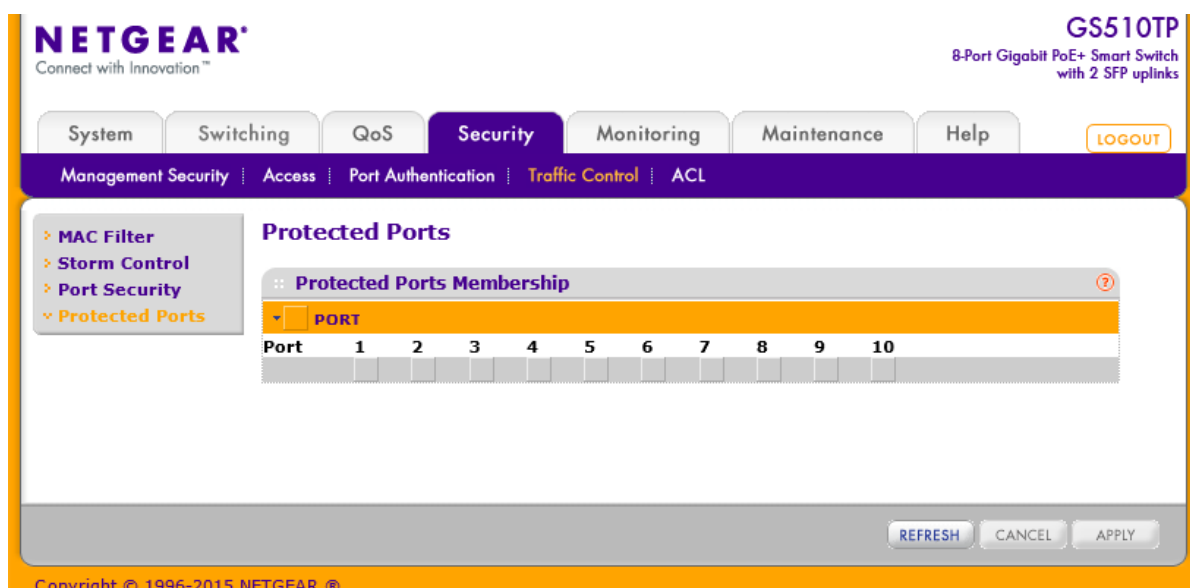 NETGEAR®
Connect with Innovation™
GS510TP
8-Port Gigabit PoE+ Smart Switch
with 2 SFP uplinks
System Switching QoS Security Monitoring Maintenance Help LOGOUT
Management Security Access Port Authentication Traffic Control ACL
MAC Filter
Storm Control
Port Security
Protected Ports
Protected Ports
Protected Ports Membership ?
PORT
Port 1 2 3 4 5 6 7 8 9 10
REFRESH CANCEL APPLY
Copyright © 1996-2015 NETGEAR ®